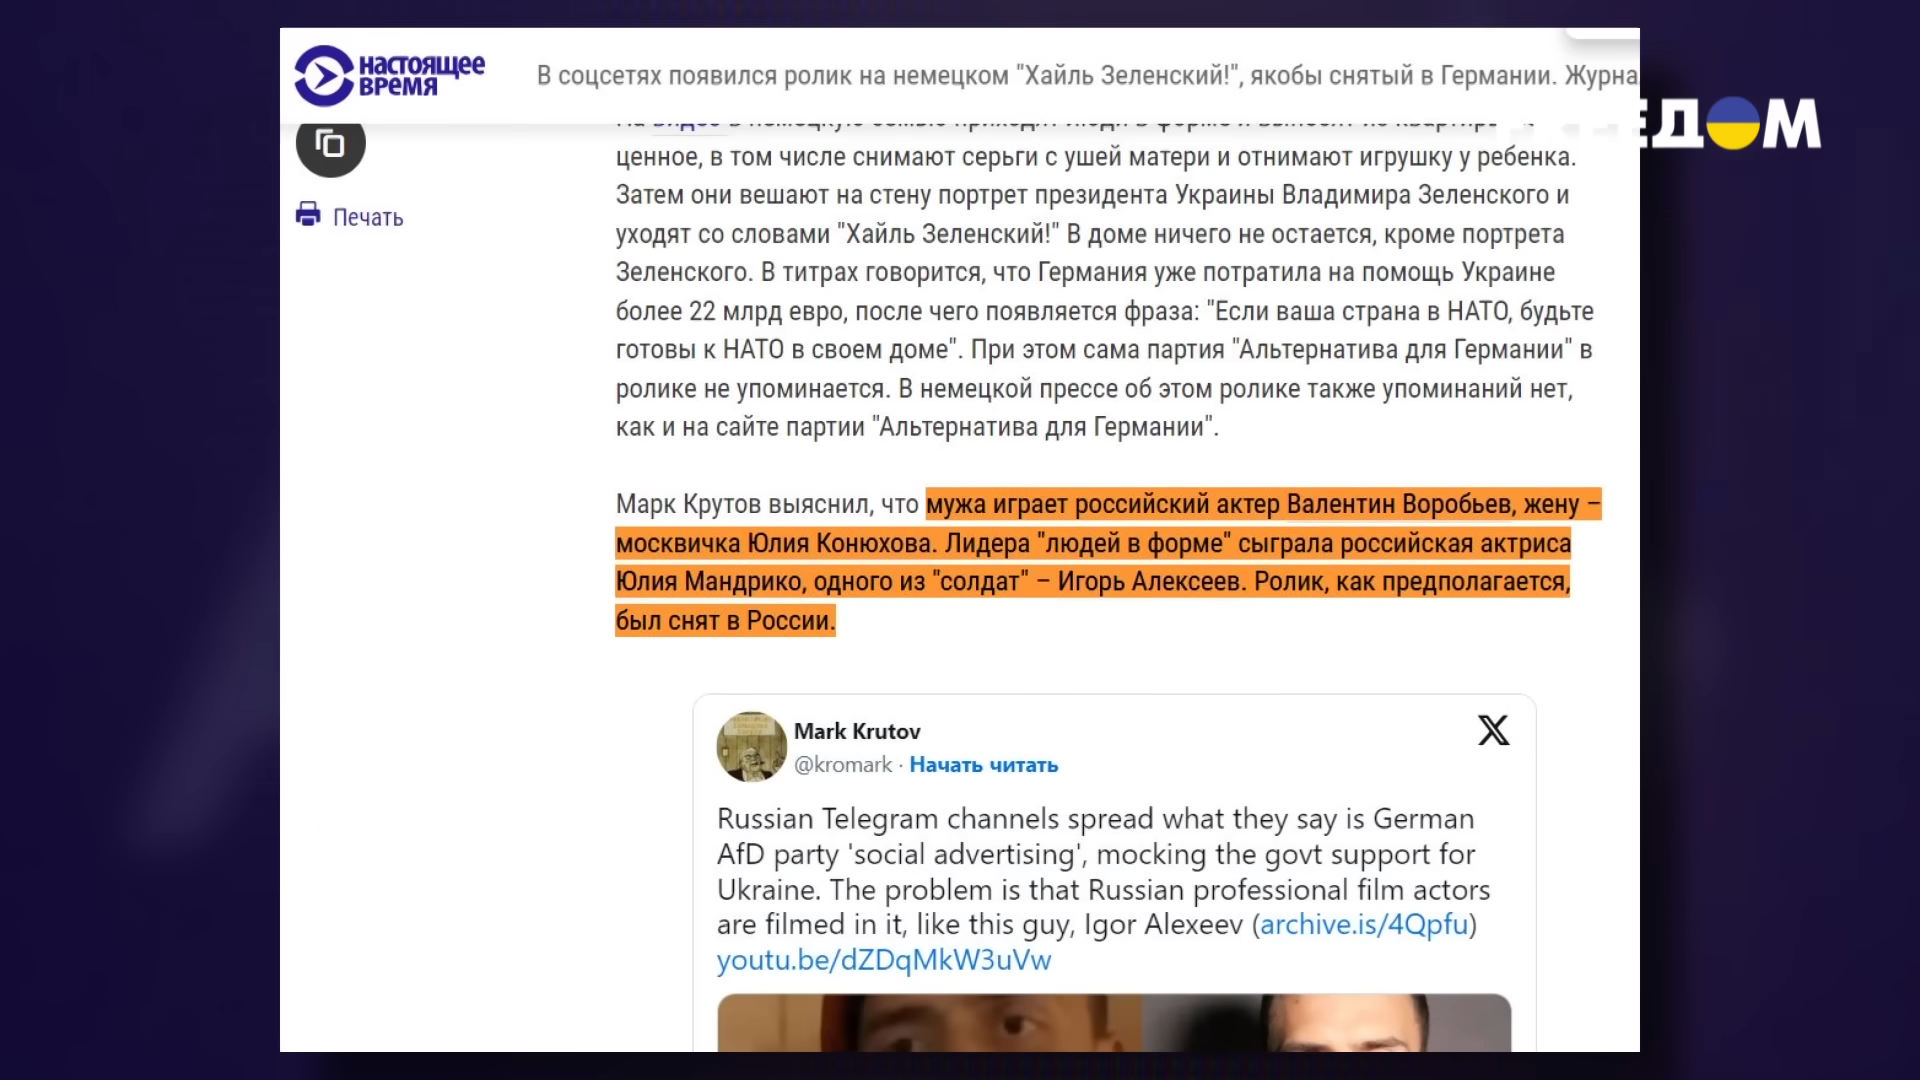 НАСТОЯЩЕЕ
ВРЕМЯ
В соцсетях появился ролик на немецком "Хайль Зеленский!", якобы снятый в Германии. Журна
ЕДОМ
Печать
ценное, в том числе снимают серьги с ушей матери и отнимают игрушку у ребенка.
Затем они вешают на стену портрет президента Украины Владимира Зеленского и
уходят со словами "Хайль Зеленский!" В доме ничего не остается, кроме портрета
Зеленского. В титрах говорится, что Германия уже потратила на помощь Украине
более 22 млрд евро, после чего появляется фраза: "Если ваша страна в НАТО, будьте
готовы к НАТО в своем доме". При этом сама партия "Альтернатива для Германии" в
ролике не упоминается. В немецкой прессе об этом ролике также упоминаний нет,
как и на сайте партии "Альтернатива для Германии".
Марк Крутов выяснил, что мужа играет российский актер Валентин Воробьев, жену –
москвичка Юлия Конюхова. Лидера "людей в форме" сыграла российская актриса
Юлия Мандрико, одного из "солдат" – Игорь Алексеев. Ролик, как предполагается,
был снят в России.
Mark Krutov
@kromark · Начать читать
Russian Telegram channels spread what they say is German
AfD party 'social advertising', mocking the govt support for
Ukraine. The problem is that Russian professional film actors
are filmed in it, like this guy, Igor Alexeev (archive.is/4Qpfu)
youtu.be/dZDqMkW3uVw